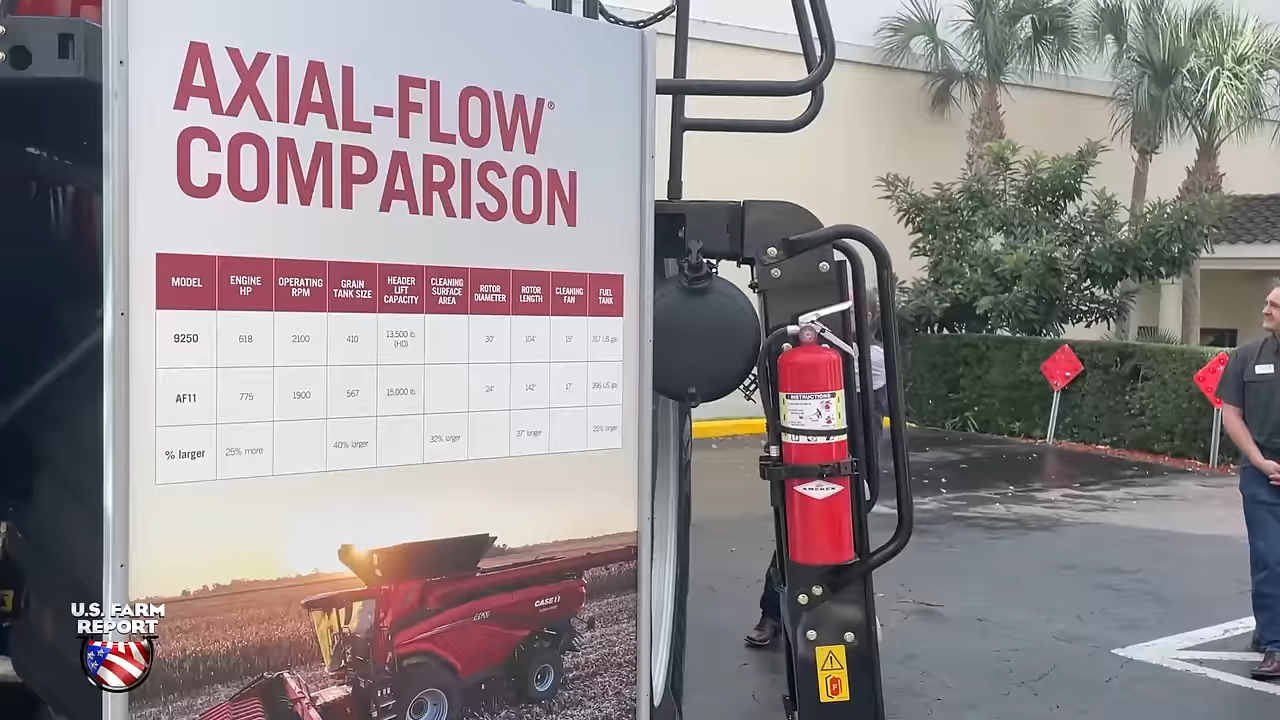 AXIAL-FLOW®
COMPARISON
MODEL ENGINE HP OPERATING RPM GRAIN TANK SIZE HEADER LIFT CAPACITY CLEANING SURFACE AREA ROTOR DIAMETER ROTOR LENGTH CLEANING FAN FUEL TANK
9250 618 2100 410 13,500 lb. (HD) 30" 104" 15" 317 US gal
AF11 775 1900 567 15,000 lb. 24" 142" 17" 396 US gal
% larger 25% more 40% larger 32% larger 37" longer 25% larger
AF11
CASE IH
INSTRUCTIONS
AMEREX
U.S. FARM
REPORT